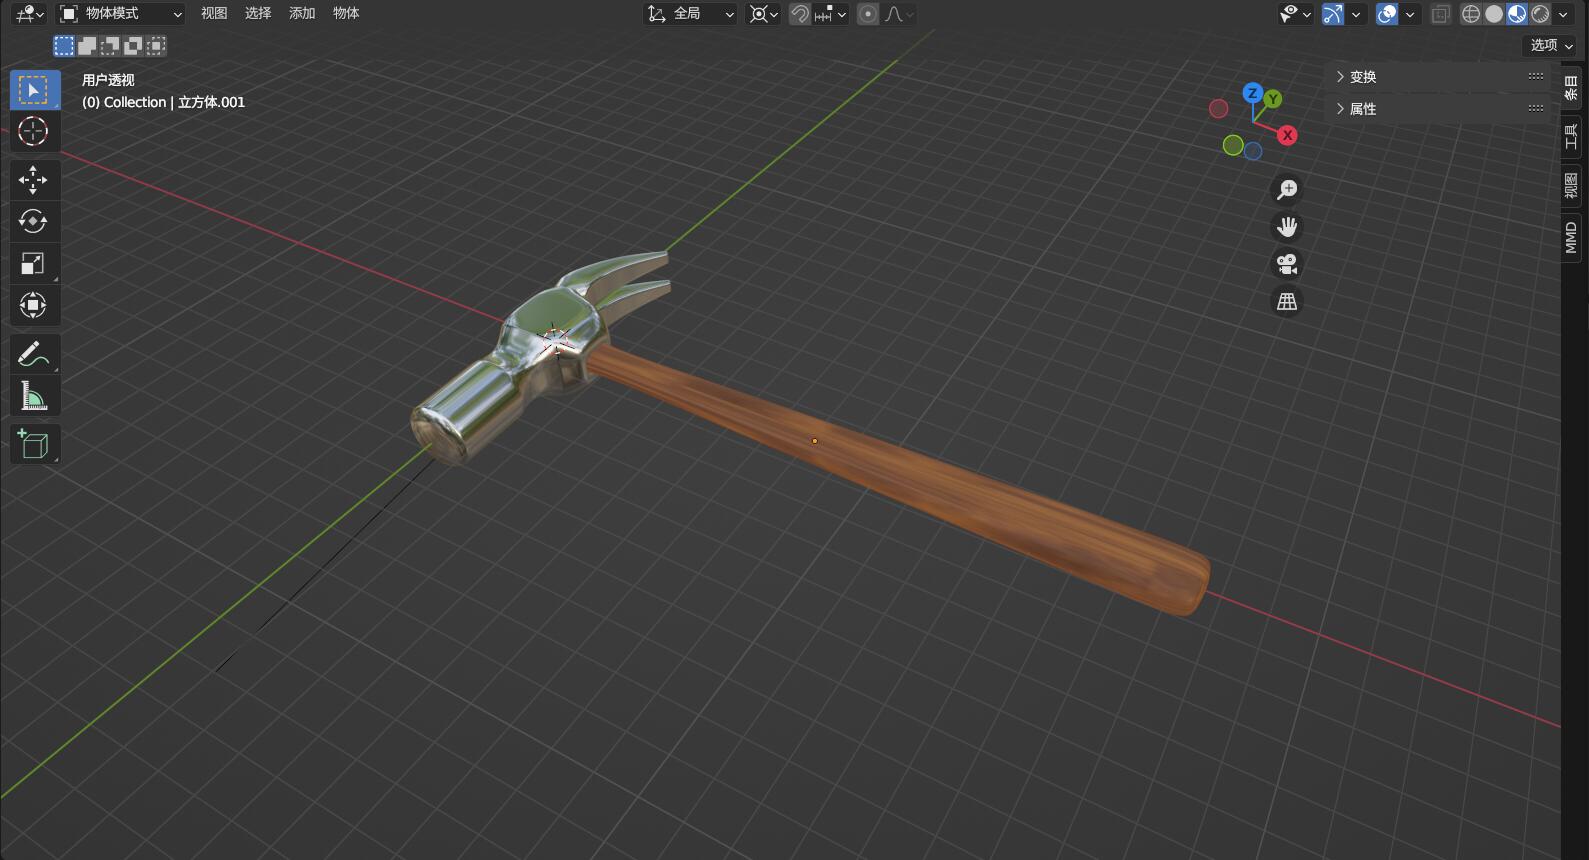 物体模式
视图
选择
添加
物体
全局
选项
用户透视
(0) Collection | 立方体.001
变换
属性
Z
Y
X
条目
工具
视图
MMD